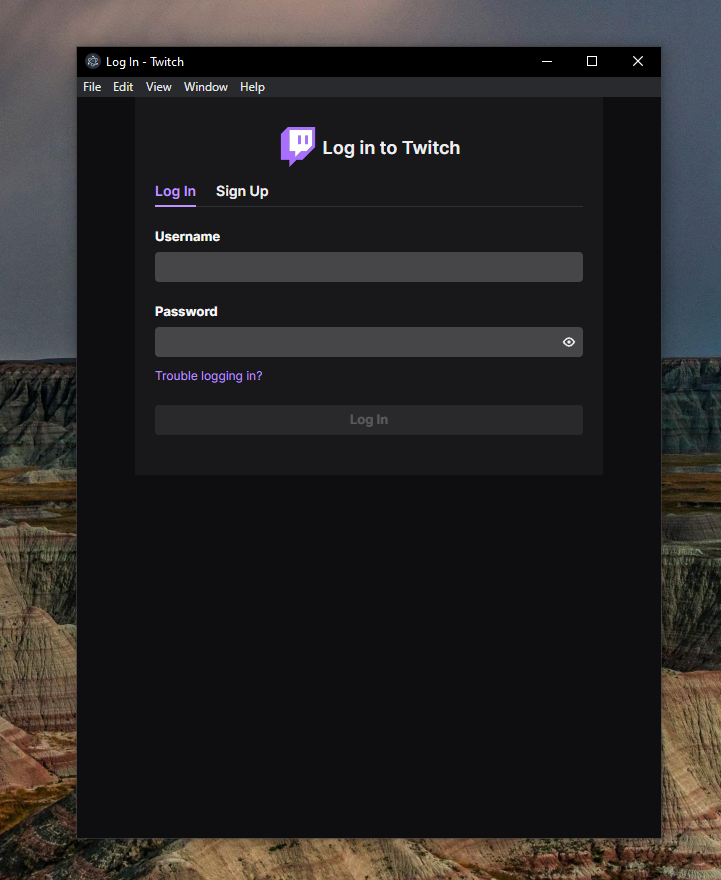 Log In - Twitch
File Edit View Window Help
Log in to Twitch
Log In Sign Up
Username
Password
Trouble logging in?
Log In